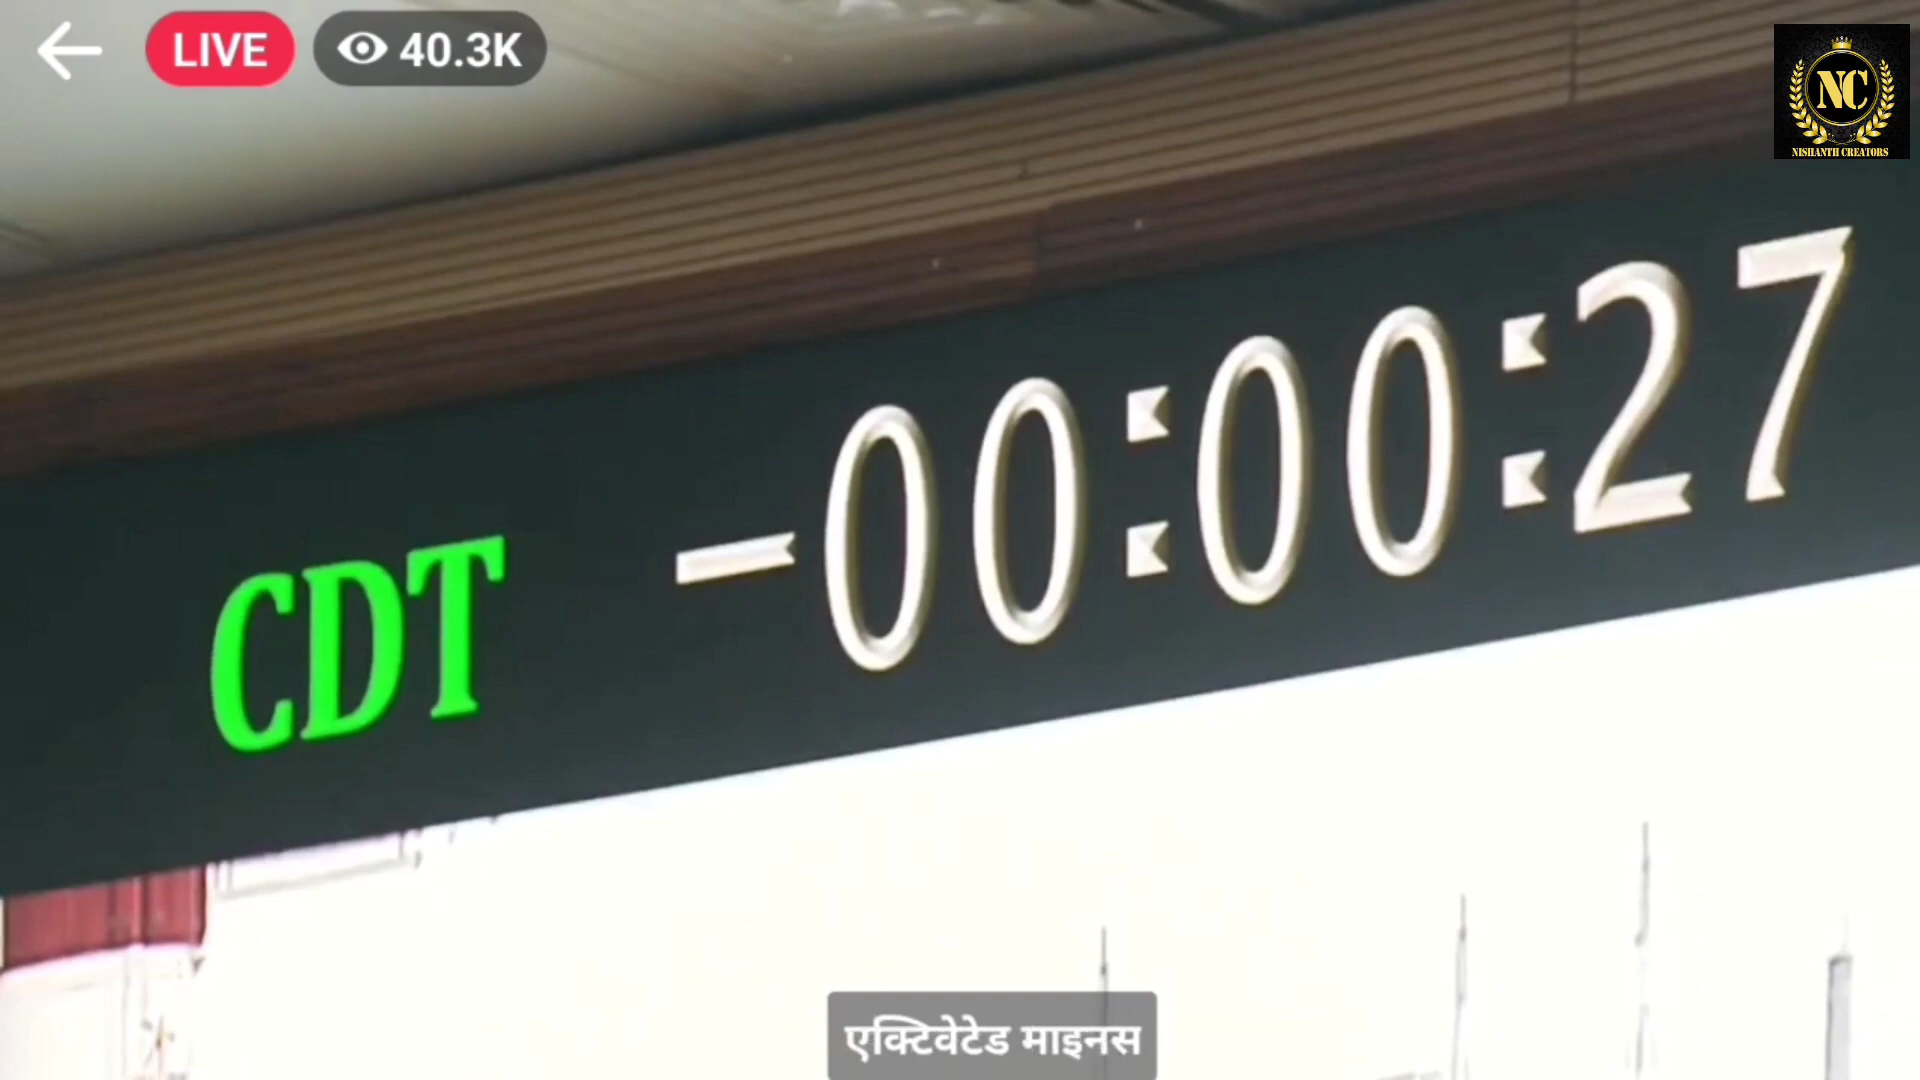 LIVE
40.3K
NC
NISHANTH CREATORS
CDT -00:00:27
एक्टिवेटेड माइनस